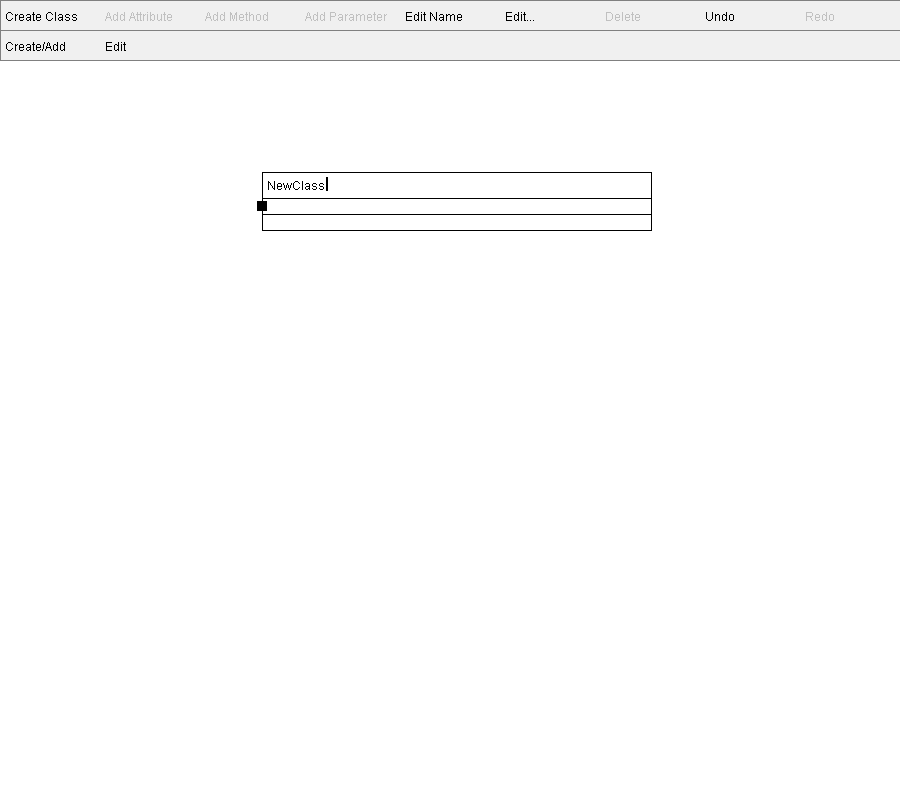 Create Class Add Attribute Add Method Add Parameter Edit Name Edit... Delete Undo Redo
Create/Add Edit
NewClass